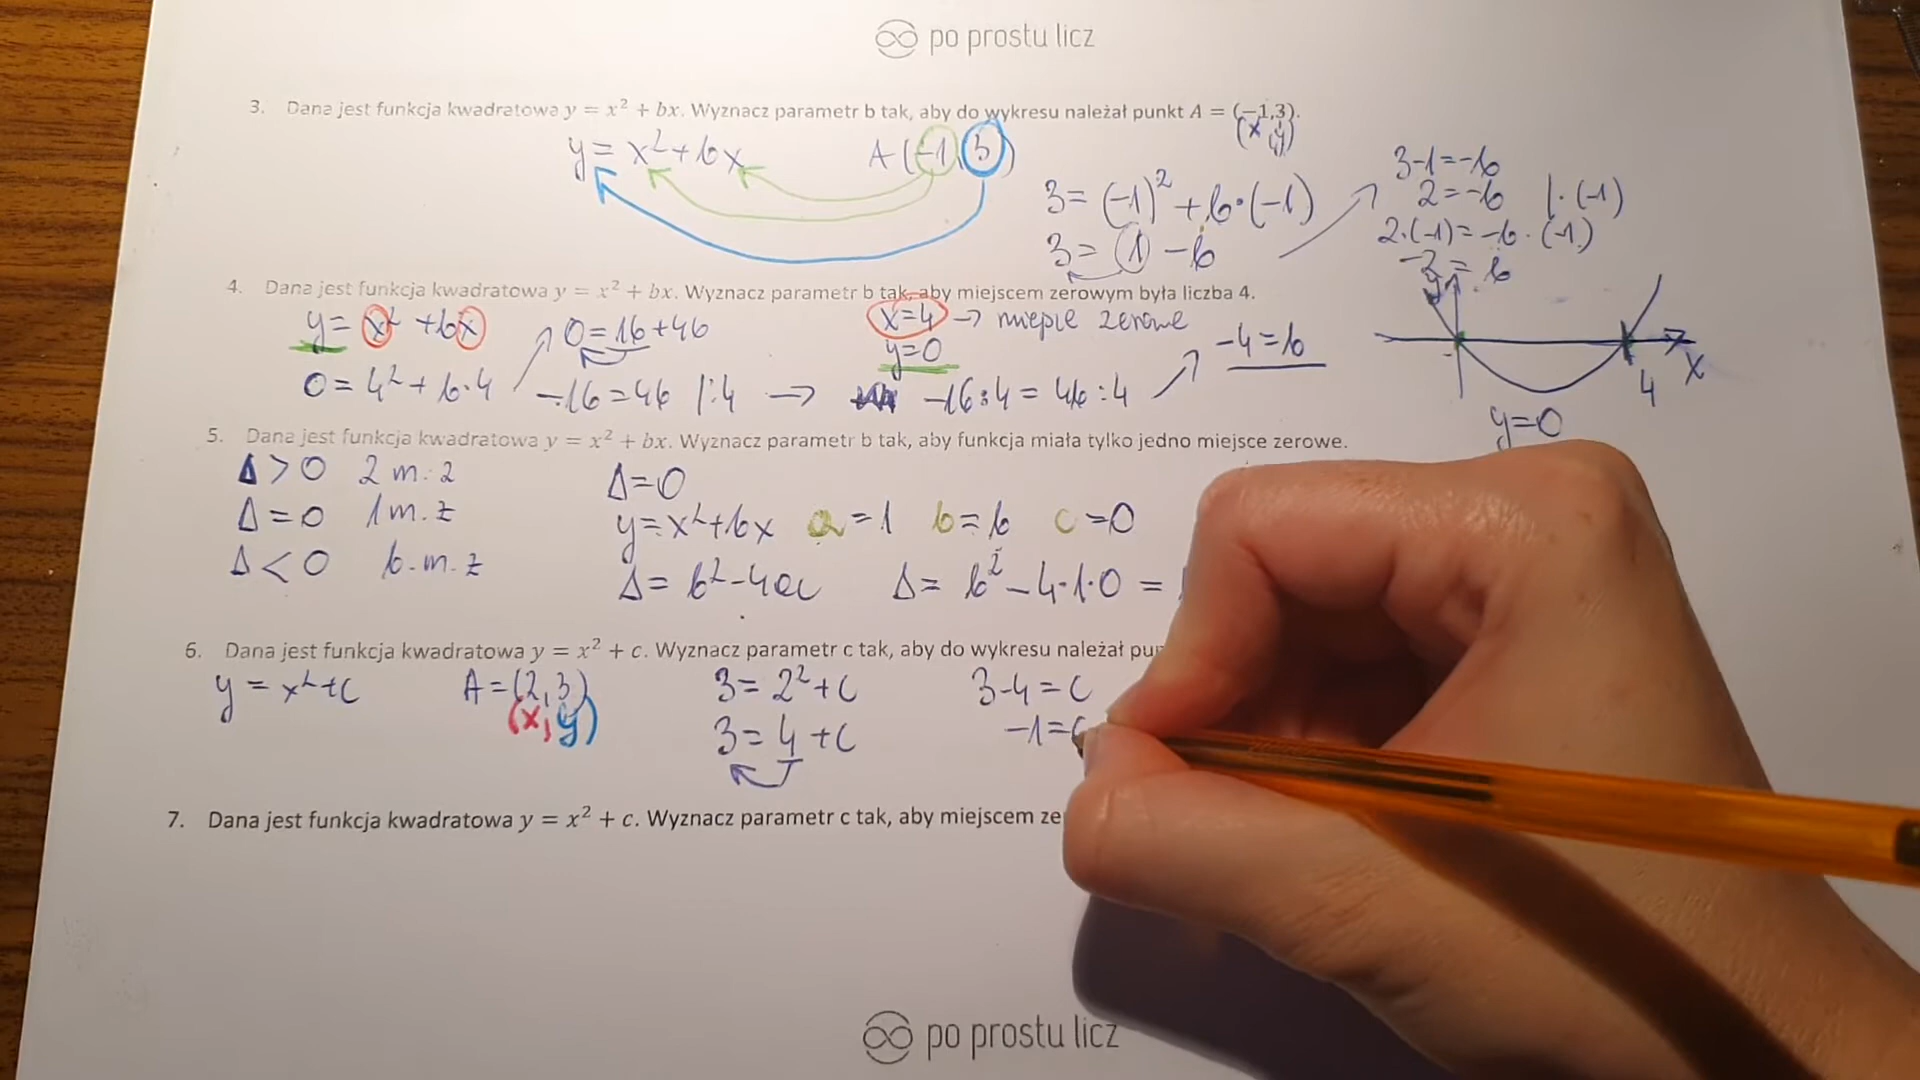 po prostu licz
3. Dana jest funkcja kwadratowa y = x² + bx. Wyznacz parametr b tak, aby do wykresu należał punkt A = (−1,3).
(x, y)
y = x² + bx A(-1, 3)
3 = (-1)² + b·(-1)
3 = 1 - b
3-1 = -b
2 = -b |·(-1)
2·(-1) = -b·(-1)
-2 = b
4. Dana jest funkcja kwadratowa y = x² + bx. Wyznacz parametr b tak, aby miejscem zerowym była liczba 4.
y = x² + bx
0 = 4² + b·4
0 = 16 + 4b
-16 = 4b |:4 → -16:4 = 4b:4
x=4 → miejsce zerowe
y=0
-4 = b
y
x
4
y=0
5. Dana jest funkcja kwadratowa y = x² + bx. Wyznacz parametr b tak, aby funkcja miała tylko jedno miejsce zerowe.
Δ > 0 2 m. z
Δ = 0 1 m. z
Δ < 0 b. m. z
Δ = 0
y = x² + bx a = 1 b = b c = 0
Δ = b² - 4ac Δ = b² - 4·1·0 =
6. Dana jest funkcja kwadratowa y = x² + c. Wyznacz parametr c tak, aby do wykresu należał
y = x² + c A = (2, 3)
(x, y)
3 = 2² + c
3 = 4 + c
3-4 = c
-1 = c
7. Dana jest funkcja kwadratowa y = x² + c. Wyznacz parametr c tak, aby miejscem
po prostu licz